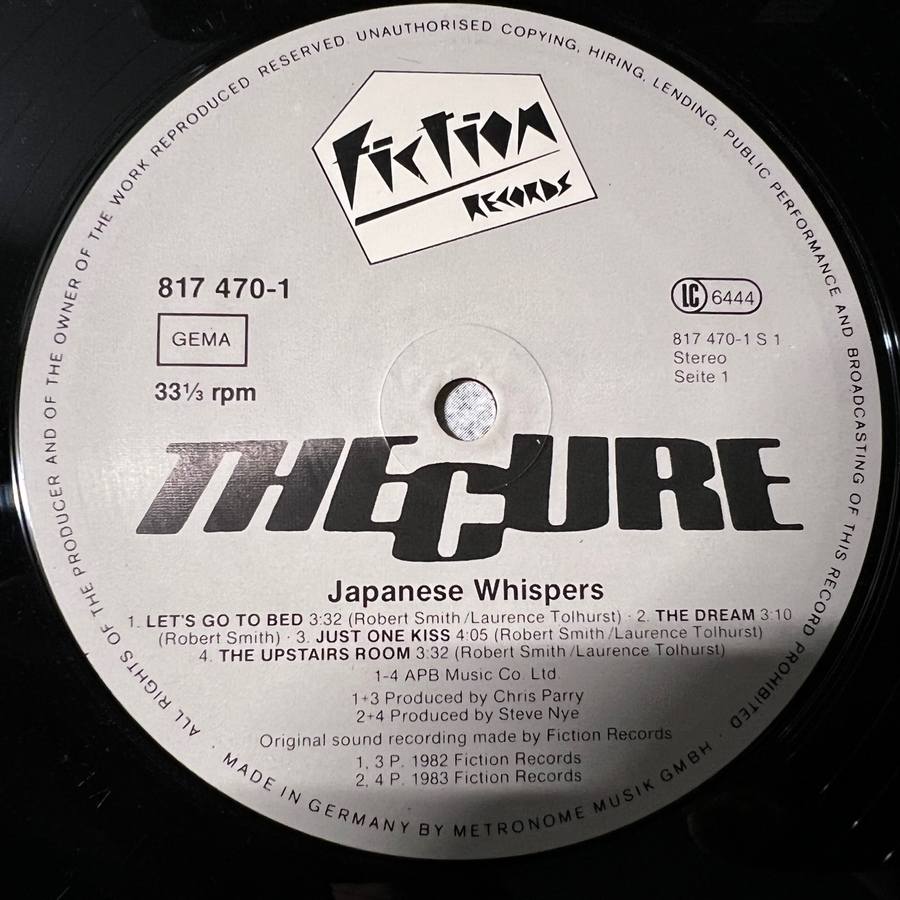 ALL RIGHTS OF THE PRODUCER AND OF THE OWNER OF THE WORK REPRODUCED RESERVED. UNAUTHORISED COPYING, HIRING, LENDING, PUBLIC PERFORMANCE AND BROADCASTING OF THIS RECORD PROHIBITED
Fiction
RECORDS
817 470-1
GEMA
33⅓ rpm
LC 6444
817 470-1 S 1
Stereo
Seite 1
THE CURE
Japanese Whispers
1. LET'S GO TO BED 3:32 (Robert Smith/Laurence Tolhurst) · 2. THE DREAM 3:10
(Robert Smith) · 3. JUST ONE KISS 4:05 (Robert Smith/Laurence Tolhurst)
4. THE UPSTAIRS ROOM 3:32 (Robert Smith/Laurence Tolhurst)
1-4 APB Music Co. Ltd.
1+3 Produced by Chris Parry
2+4 Produced by Steve Nye
Original sound recording made by Fiction Records
1, 3 P. 1982 Fiction Records
2, 4 P. 1983 Fiction Records
· MADE IN GERMANY BY METRONOME MUSIK GMBH ·